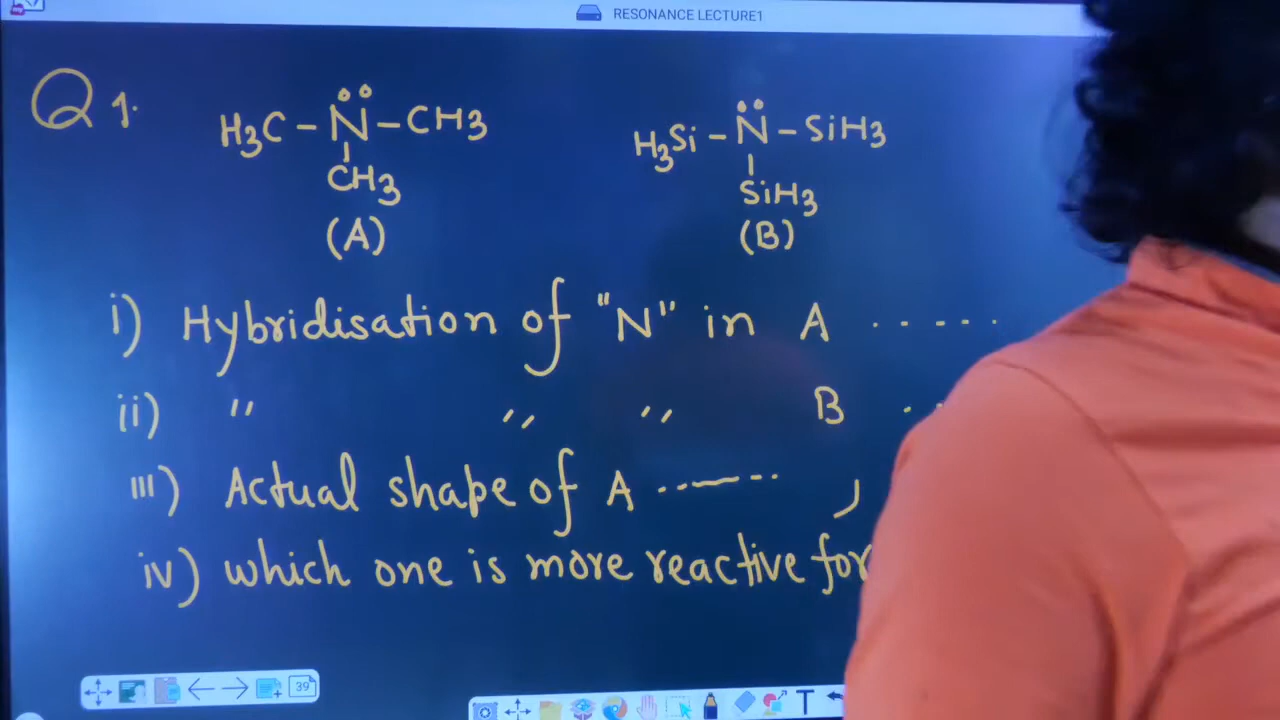 RESONANCE LECTURE1
Q 1.
H3C - N̈ - CH3
CH3
(A)
H3Si - N̈ - SiH3
SiH3
(B)
i) Hybridisation of "N" in A .....
ii) " " " B ..
iii) Actual shape of A ..—..,
iv) which one is more reactive for
39
T